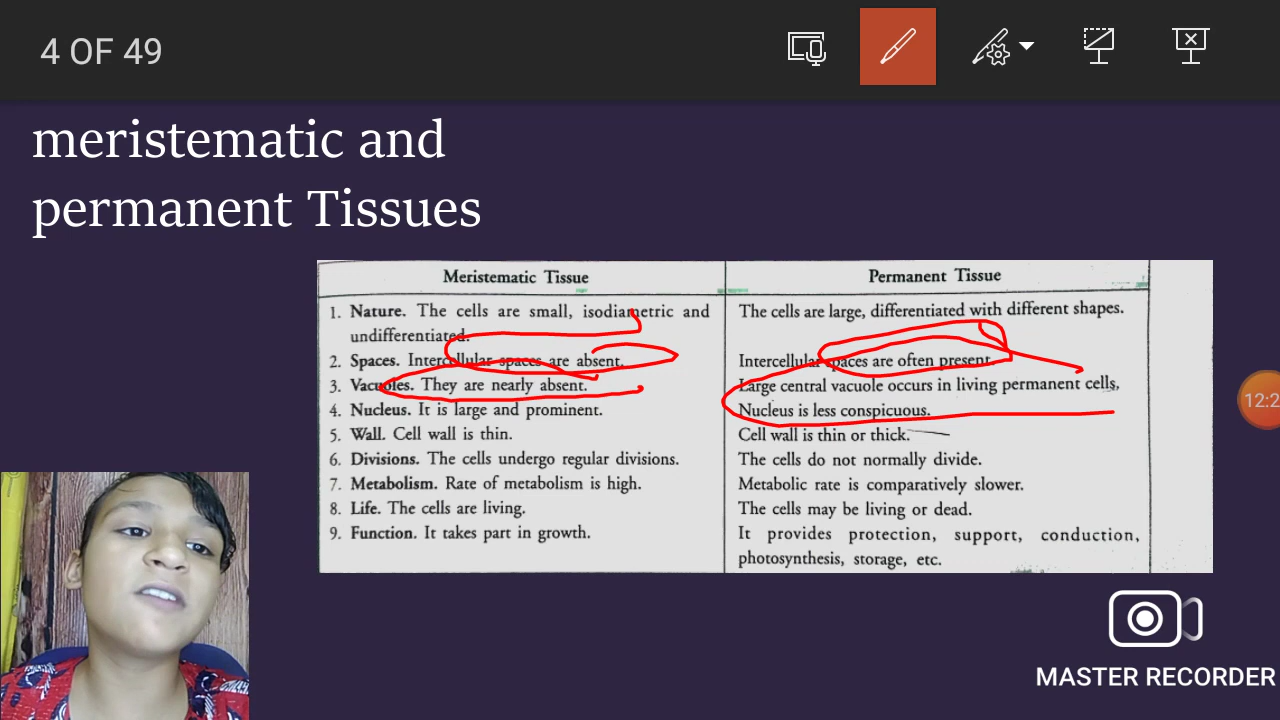 4 OF 49
meristematic and
permanent Tissues
Meristematic Tissue
Permanent Tissue
1. Nature. The cells are small, isodiametric and
undifferentiated.
The cells are large, differentiated with different shapes.
2. Spaces. Intercellular spaces are absent.
Intercellular spaces are often present.
3. Vacuoles. They are nearly absent.
Large central vacuole occurs in living permanent cells,
4. Nucleus. It is large and prominent.
Nucleus is less conspicuous.
5. Wall. Cell wall is thin.
Cell wall is thin or thick.
6. Divisions. The cells undergo regular divisions.
The cells do not normally divide.
7. Metabolism. Rate of metabolism is high.
Metabolic rate is comparatively slower.
8. Life. The cells are living.
The cells may be living or dead.
9. Function. It takes part in growth.
It provides protection, support, conduction,
photosynthesis, storage, etc.
12:2
MASTER RECORDER